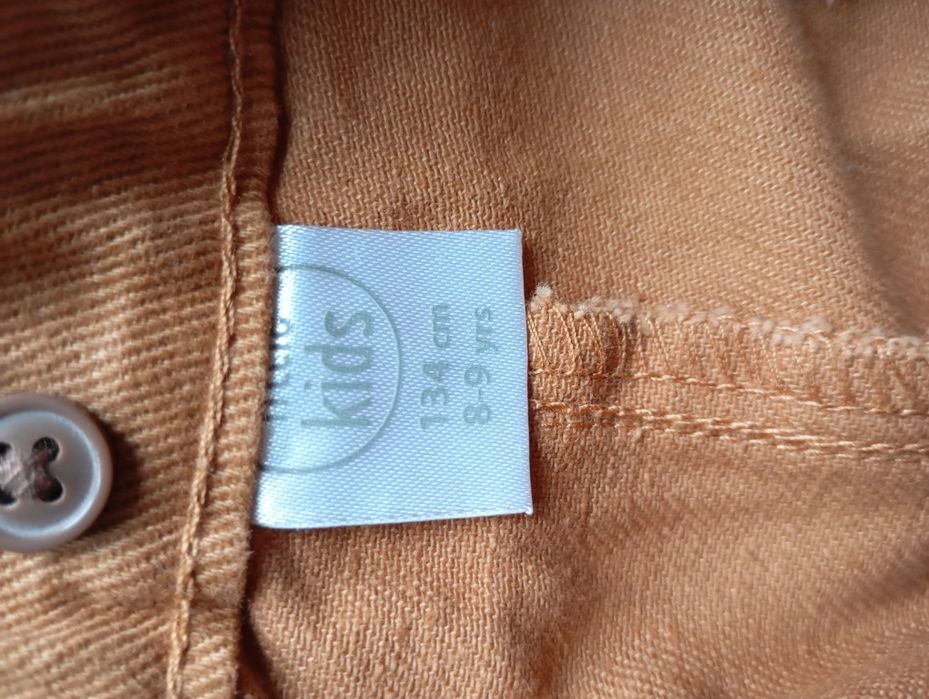 kids
134 cm
8-9 yrs